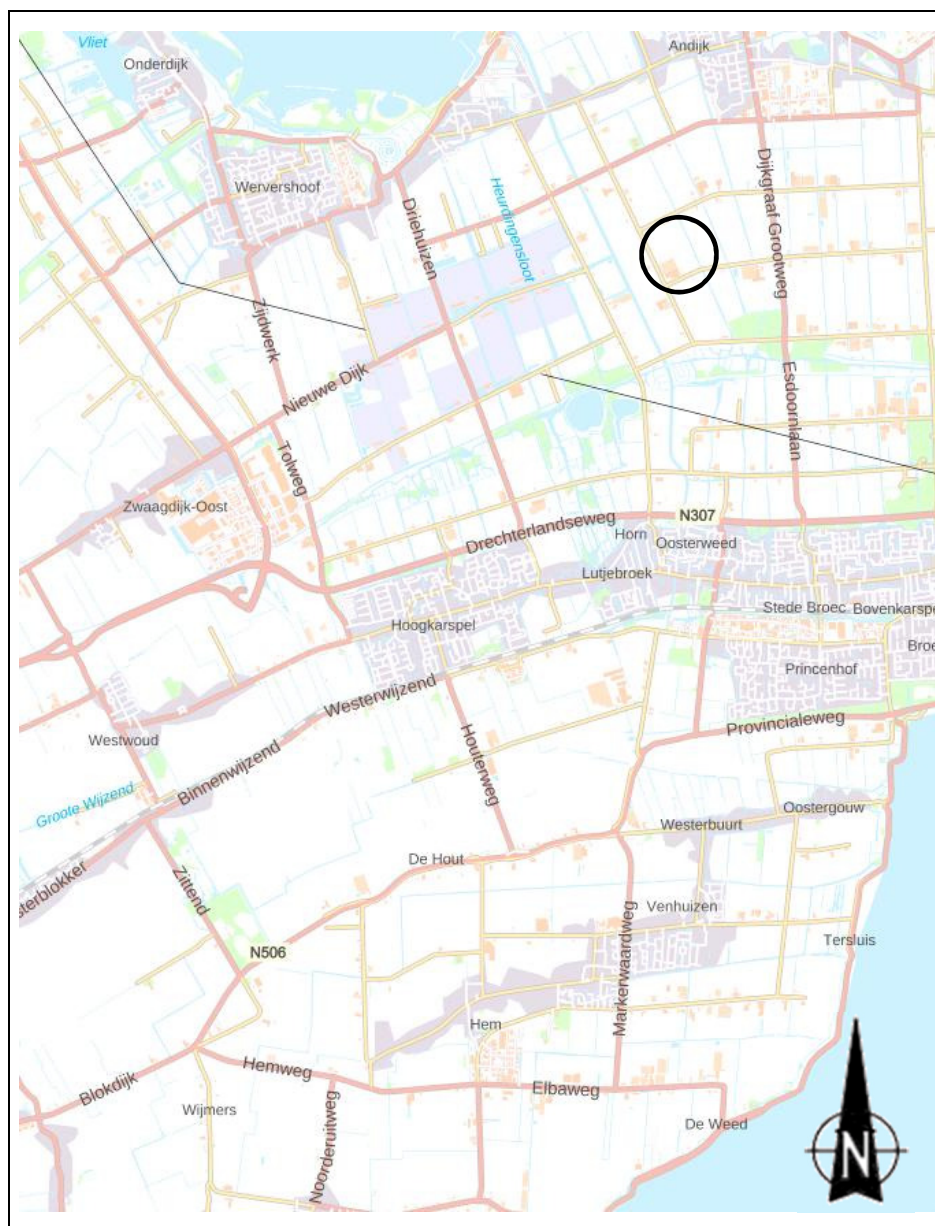 Vliet
Onderdijk
Andijk
Wervershoof
Heurdingensloot
Driehuizen
Dijkgraaf Grootweg
Zijdwerk
Nieuwe Dijk
Esdoornlaan
Tolweg
Zwaagdijk-Oost
Drechterlandseweg
N307
Horn
Oosterweed
Lutjebroek
Stede Broec
Bovenkarspe
Hoogkarspel
Broe
Princenhof
Westerwijzend
Provincialeweg
Westwoud
Houterweg
Binnenwijzend
Groote Wijzend
Oostergouw
Westerbuurt
De Hout
sterblokker
Zittend
Venhuizen
Markerwaardweg
Tersluis
N506
Hem
Hemweg
Elbaweg
Blokdijk
Wijmers
Noorderuitweg
De Weed
N